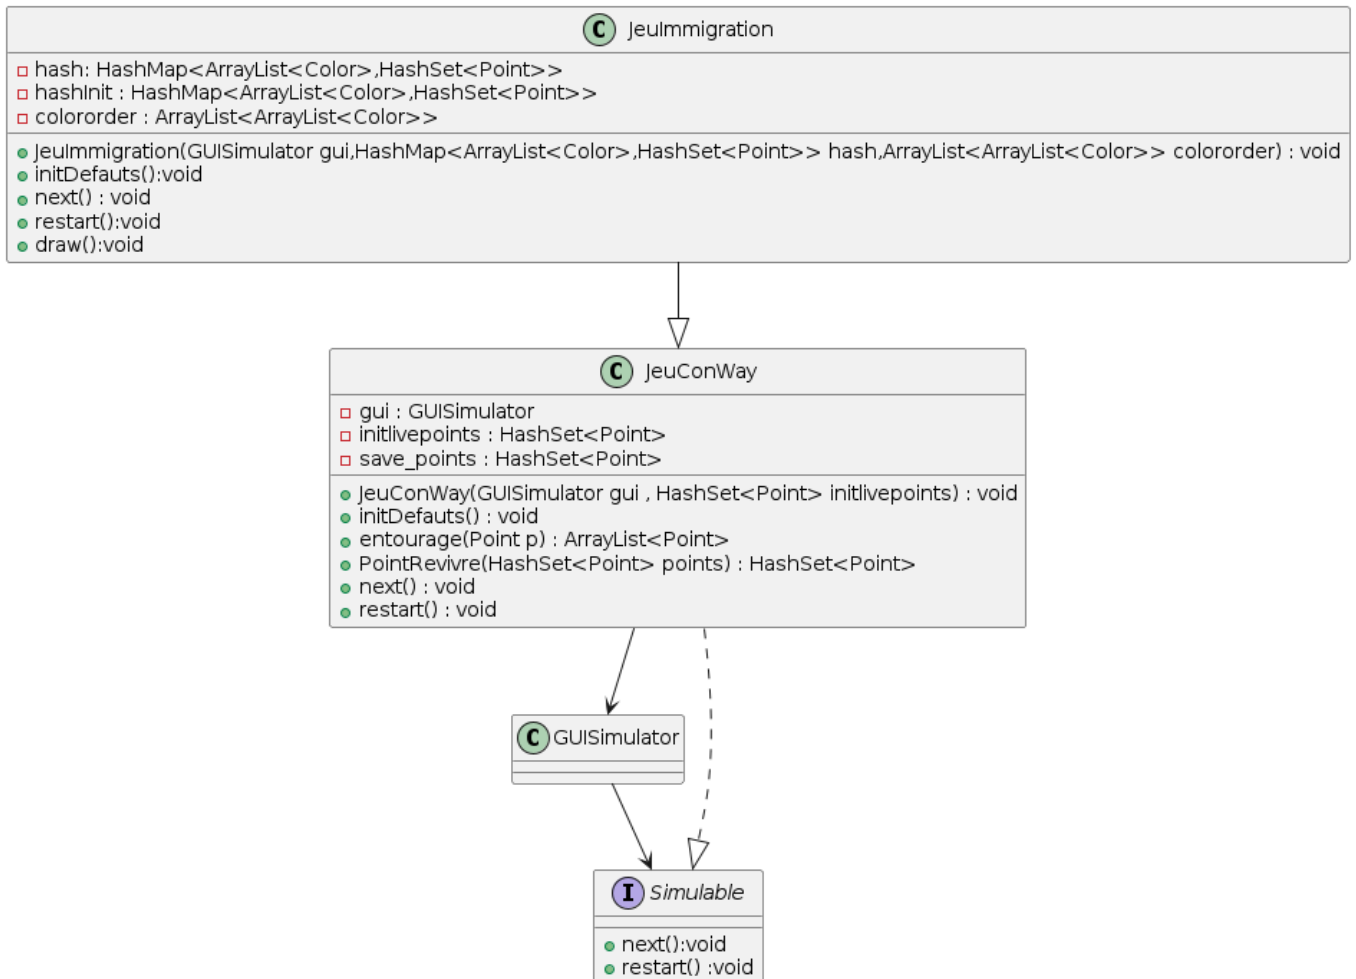 C JeuImmigration
hash: HashMap<ArrayList<Color>,HashSet<Point>>
hashInit : HashMap<ArrayList<Color>,HashSet<Point>>
colororder : ArrayList<ArrayList<Color>>
JeuImmigration(GUISimulator gui,HashMap<ArrayList<Color>,HashSet<Point>> hash,ArrayList<ArrayList<Color>> colororder) : void
initDefauts():void
next() : void
restart():void
draw():void
C JeuConWay
gui : GUISimulator
initlivepoints : HashSet<Point>
save_points : HashSet<Point>
JeuConWay(GUISimulator gui , HashSet<Point> initlivepoints) : void
initDefauts() : void
entourage(Point p) : ArrayList<Point>
PointRevivre(HashSet<Point> points) : HashSet<Point>
next() : void
restart() : void
C GUISimulator
I Simulable
next():void
restart() :void